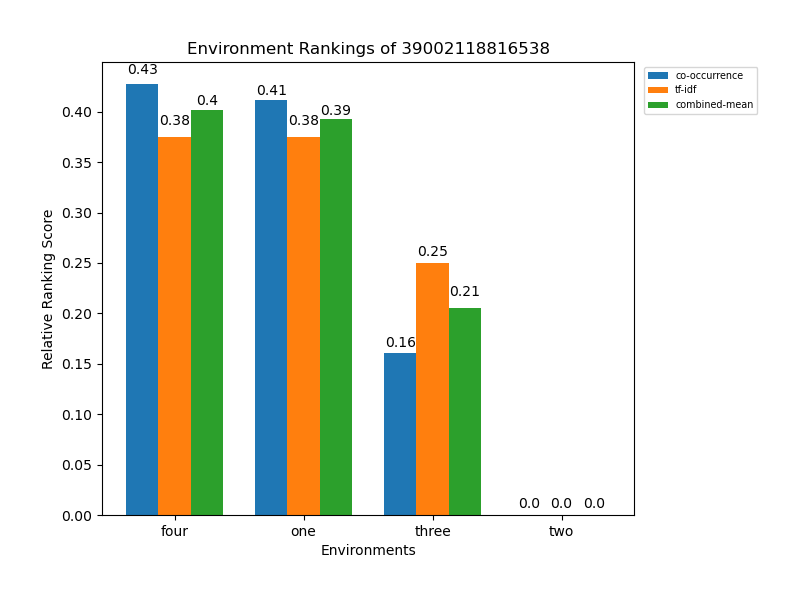 Environment Rankings of 39002118816538
0.43
0.38
0.4
0.41
0.38
0.39
0.16
0.25
0.21
0.0
0.0
0.0
co-occurrence
tf-idf
combined-mean
Relative Ranking Score
0.40
0.35
0.30
0.25
0.20
0.15
0.10
0.05
0.00
four
one
three
two
Environments